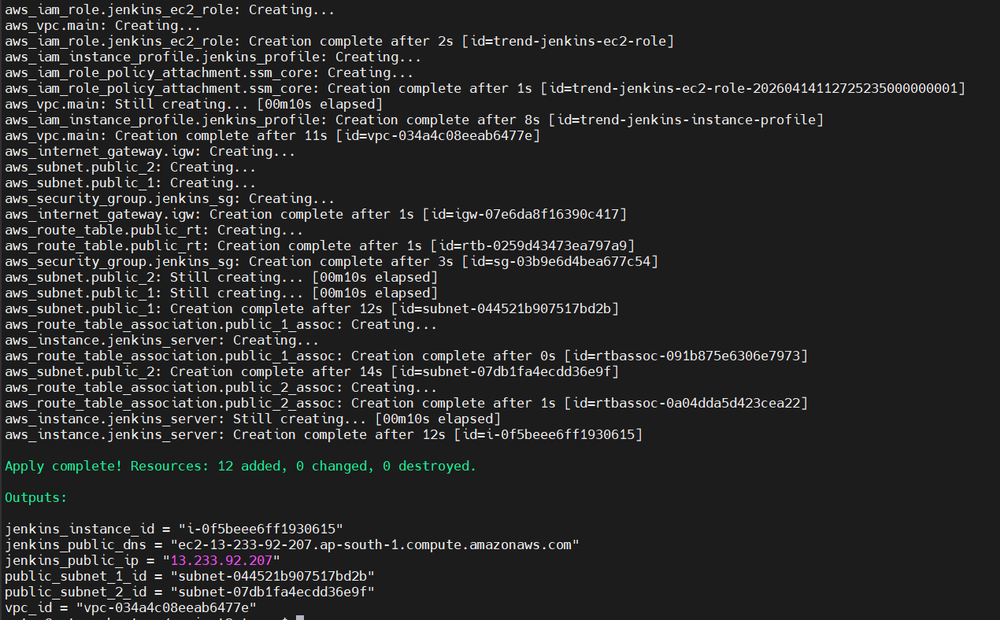 aws_iam_role.jenkins_ec2_role: Creating...
aws_vpc.main: Creating...
aws_iam_role.jenkins_ec2_role: Creation complete after 2s [id=trend-jenkins-ec2-role]
aws_iam_instance_profile.jenkins_profile: Creating...
aws_iam_role_policy_attachment.ssm_core: Creating...
aws_iam_role_policy_attachment.ssm_core: Creation complete after 1s [id=trend-jenkins-ec2-role-20260414112725235000000001]
aws_vpc.main: Still creating... [00m10s elapsed]
aws_iam_instance_profile.jenkins_profile: Creation complete after 8s [id=trend-jenkins-instance-profile]
aws_vpc.main: Creation complete after 11s [id=vpc-034a4c08eeab6477e]
aws_internet_gateway.igw: Creating...
aws_subnet.public_2: Creating...
aws_subnet.public_1: Creating...
aws_security_group.jenkins_sg: Creating...
aws_internet_gateway.igw: Creation complete after 1s [id=igw-07e6da8f16390c417]
aws_route_table.public_rt: Creating...
aws_route_table.public_rt: Creation complete after 1s [id=rtb-0259d43473ea797a9]
aws_security_group.jenkins_sg: Creation complete after 3s [id=sg-03b9e6d4bea677c54]
aws_subnet.public_2: Still creating... [00m10s elapsed]
aws_subnet.public_1: Still creating... [00m10s elapsed]
aws_subnet.public_1: Creation complete after 12s [id=subnet-044521b907517bd2b]
aws_route_table_association.public_1_assoc: Creating...
aws_instance.jenkins_server: Creating...
aws_route_table_association.public_1_assoc: Creation complete after 0s [id=rtbassoc-091b875e6306e7973]
aws_subnet.public_2: Creation complete after 14s [id=subnet-07db1fa4ecdd36e9f]
aws_route_table_association.public_2_assoc: Creating...
aws_route_table_association.public_2_assoc: Creation complete after 1s [id=rtbassoc-0a04dda5d423cea22]
aws_instance.jenkins_server: Still creating... [00m10s elapsed]
aws_instance.jenkins_server: Creation complete after 12s [id=i-0f5beee6ff1930615]
Apply complete! Resources: 12 added, 0 changed, 0 destroyed.
Outputs:
jenkins_instance_id = "i-0f5beee6ff1930615"
jenkins_public_dns = "ec2-13-233-92-207.ap-south-1.compute.amazonaws.com"
jenkins_public_ip = "13.233.92.207"
public_subnet_1_id = "subnet-044521b907517bd2b"
public_subnet_2_id = "subnet-07db1fa4ecdd36e9f"
vpc_id = "vpc-034a4c08eeab6477e"